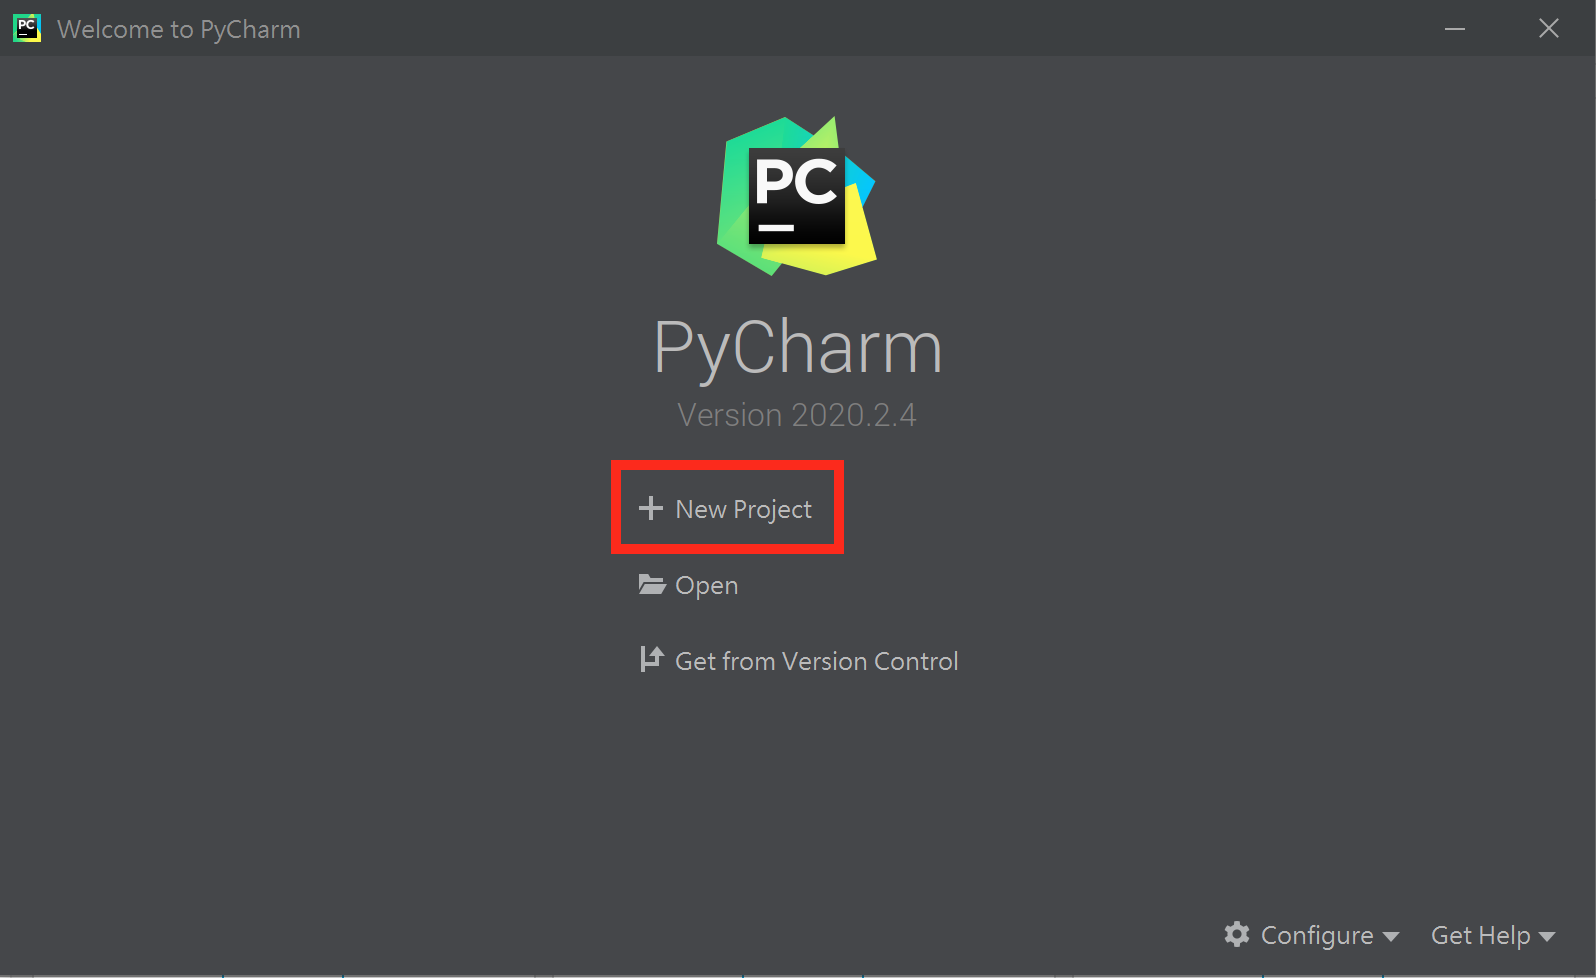 PC
Welcome to PyCharm
PC
PyCharm
Version 2020.2.4
New Project
Open
Get from Version Control
Configure
Get Help